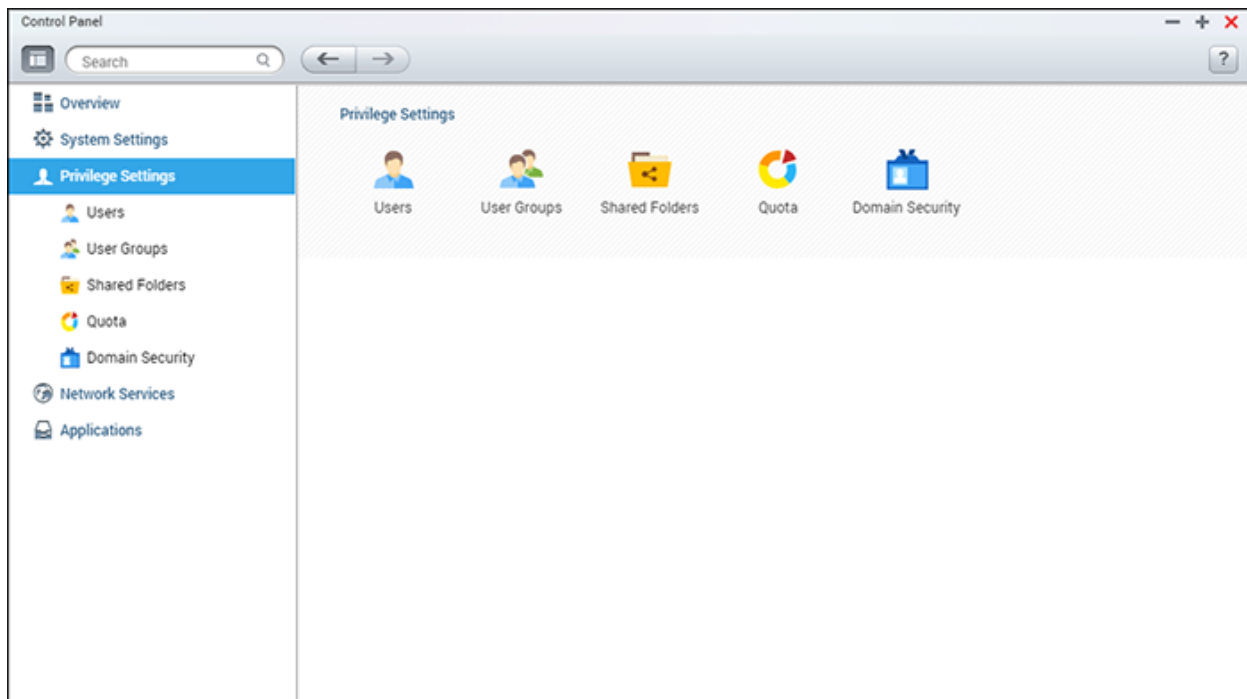 Control Panel
Search
?
Overview
System Settings
Privilege Settings
Users
User Groups
Shared Folders
Quota
Domain Security
Network Services
Applications
Privilege Settings
Users User Groups Shared Folders Quota Domain Security